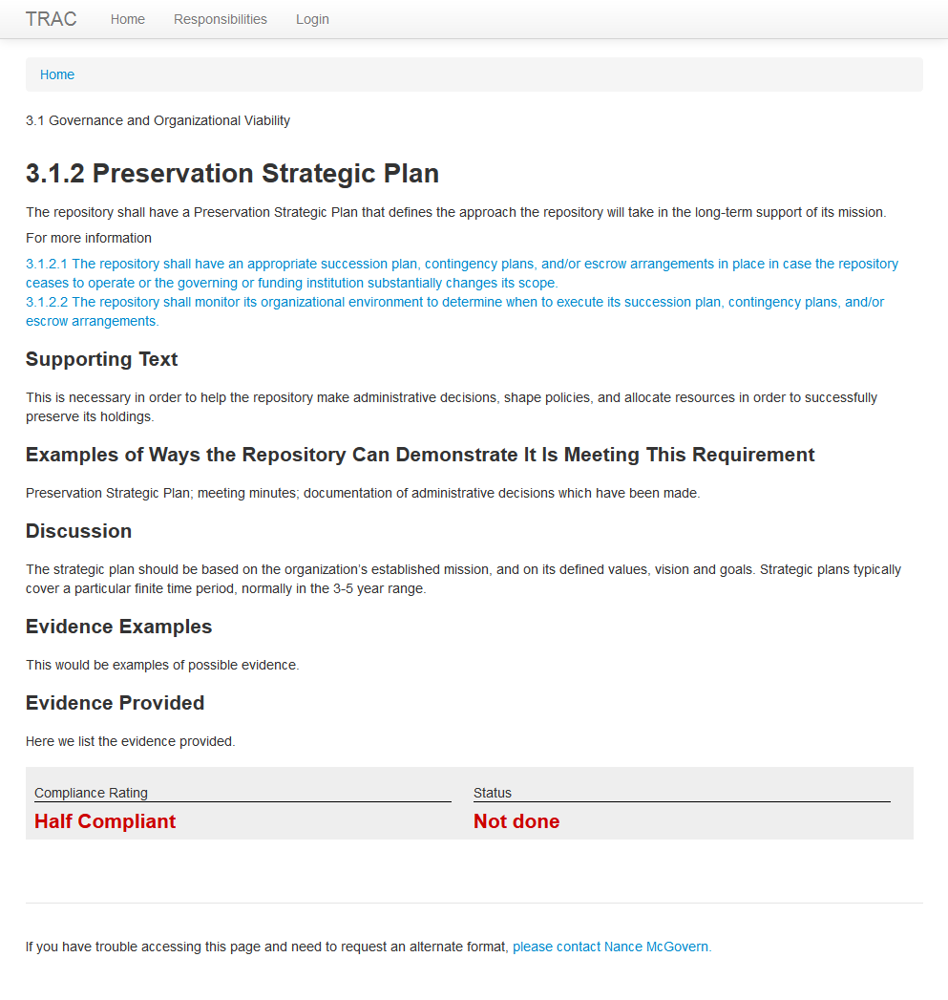 TRAC Home Responsibilities Login
Home
3.1 Governance and Organizational Viability
3.1.2 Preservation Strategic Plan
The repository shall have a Preservation Strategic Plan that defines the approach the repository will take in the long-term support of its mission.
For more information
3.1.2.1 The repository shall have an appropriate succession plan, contingency plans, and/or escrow arrangements in place in case the repository
ceases to operate or the governing or funding institution substantially changes its scope.
3.1.2.2 The repository shall monitor its organizational environment to determine when to execute its succession plan, contingency plans, and/or
escrow arrangements.
Supporting Text
This is necessary in order to help the repository make administrative decisions, shape policies, and allocate resources in order to successfully
preserve its holdings.
Examples of Ways the Repository Can Demonstrate It Is Meeting This Requirement
Preservation Strategic Plan; meeting minutes; documentation of administrative decisions which have been made.
Discussion
The strategic plan should be based on the organization’s established mission, and on its defined values, vision and goals. Strategic plans typically
cover a particular finite time period, normally in the 3-5 year range.
Evidence Examples
This would be examples of possible evidence.
Evidence Provided
Here we list the evidence provided.
Compliance Rating
Half Compliant
Status
Not done
If you have trouble accessing this page and need to request an alternate format, please contact Nance McGovern.